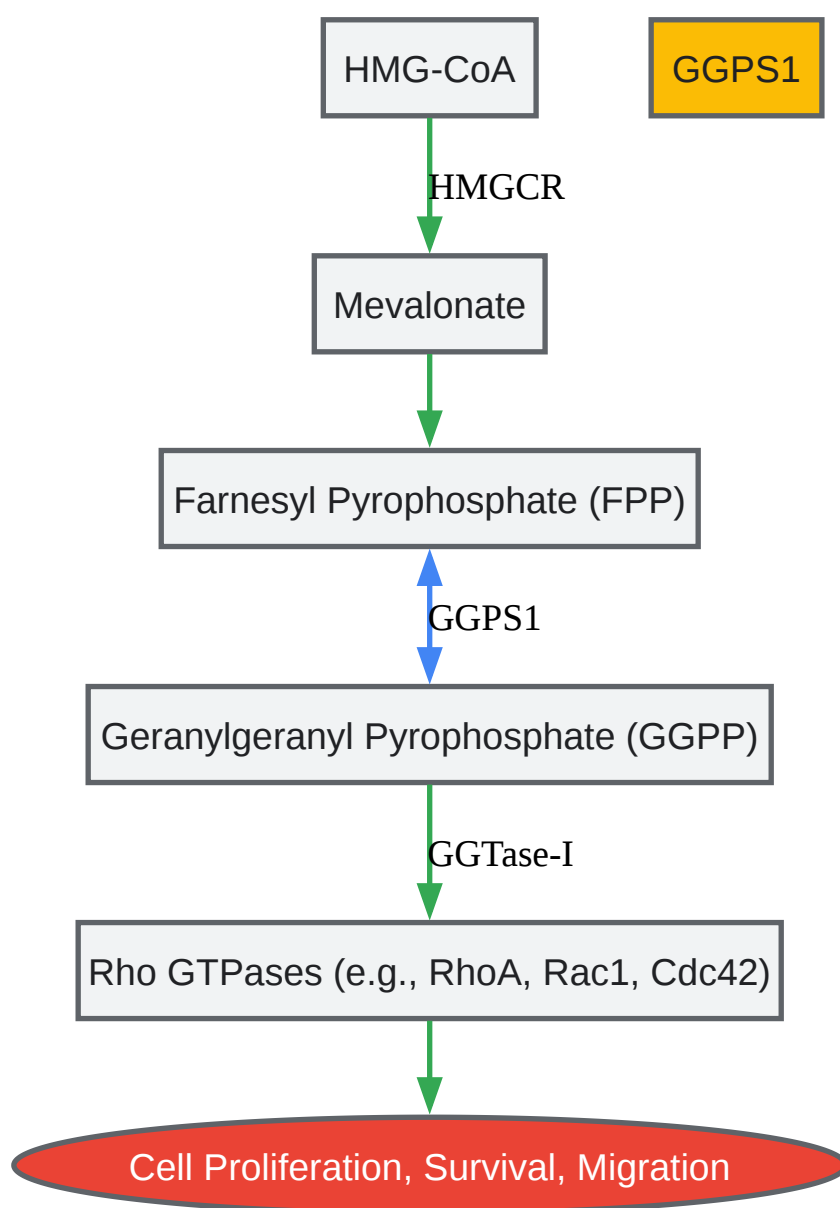 HMG-CoA
GGPS1
HMGCR
Mevalonate
Farnesyl Pyrophosphate (FPP)
GGPS1
Geranylgeranyl Pyrophosphate (GGPP)
GGTase-I
Rho GTPases (e.g., RhoA, Rac1, Cdc42)
Cell Proliferation, Survival, Migration